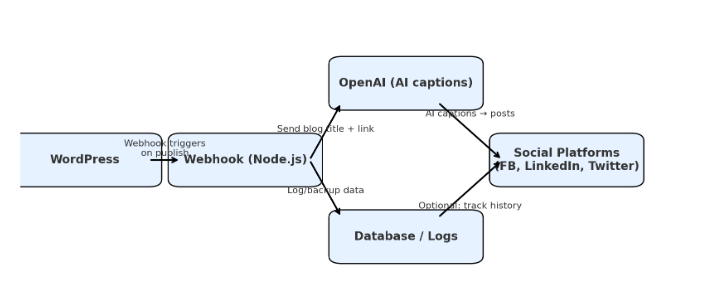 OpenAI (AI captions)
AI captions → posts
Send blog title + link
Webhook triggers
on publish
WordPress
Webhook (Node.js)
Social Platforms
(FB, LinkedIn, Twitter)
Log/backup data
Optional: track history
Database / Logs